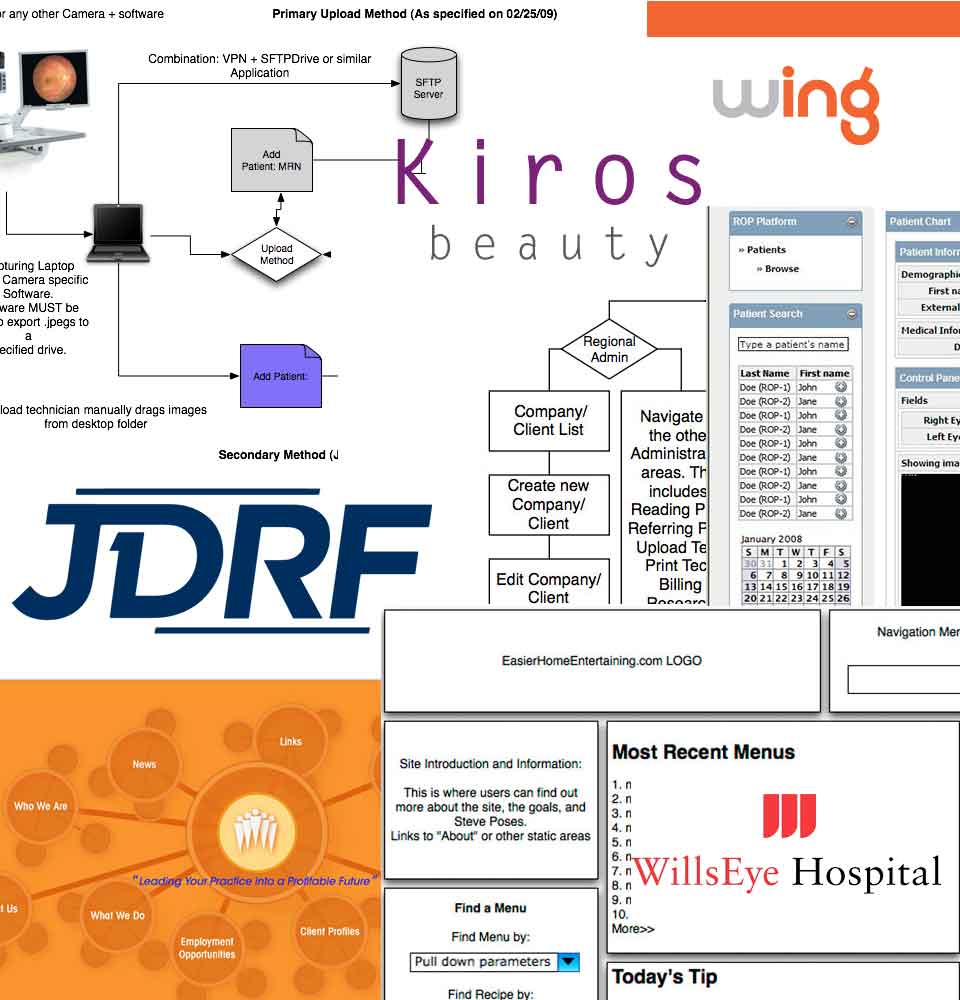 or any other Camera + software
Primary Upload Method (As specified on 02/25/09)
Combination: VPN + SFTPDrive or similar
Application
SFTP
Server
Add
Patient: MRN
Upload
Method
pturing Laptop
Camera specific
Software.
ware MUST be
o export .jpegs to
a
ecified drive.
Add Patient:
load technician manually drags images
from desktop folder
Secondary Method (J
wing
Kiros
beauty
Regional
Admin
Company/
Client List
Create new
Company/
Client
Edit Company/
Client
Navigate
the othe
Administra
areas. Th
includes
Reading P
Referring P
Upload Te
Print Tec
Billing
Researc
ROP Platform
» Patients
» Browse
Patient Search
Type a patient's name
Last Name First name
Doe (ROP-1) John
Doe (ROP-2) Jane
Doe (ROP-1) John
Doe (ROP-2) Jane
Doe (ROP-1) John
Doe (ROP-2) Jane
Doe (ROP-1) John
Doe (ROP-2) Jane
Doe (ROP-1) John
Doe (ROP-2) Jane
January 2008
S M T W T F S
30 31 1 2 3 4 5
6 7 8 9 10 11 12
13 14 15 16 17 18 19
20 21 22 23 24 25 26
Patient Chart
Patient Inforr
Demographic
First na
External
Medical Infor
D
Control Pane
Fields
Right Ey
Left Eye
Showing ima
JDRF
EasierHomeEntertaining.com LOGO
Navigation Mer
Site Introduction and Information:
This is where users can find out
more about the site, the goals, and
Steve Poses.
Links to "About" or other static areas
Find a Menu
Find Menu by:
Pull down parameters
Find Recipe by:
Most Recent Menus
1. n
2. n
3. n
4. n
5. n
6. n
7. n
8. n
9. n
10.
More>>
WillsEye Hospital
Today's Tip
Links
News
Who We Are
"Leading Your Practice Into a Profitable Future"
t Us
What We Do
Employment
Opportunities
Client Profiles